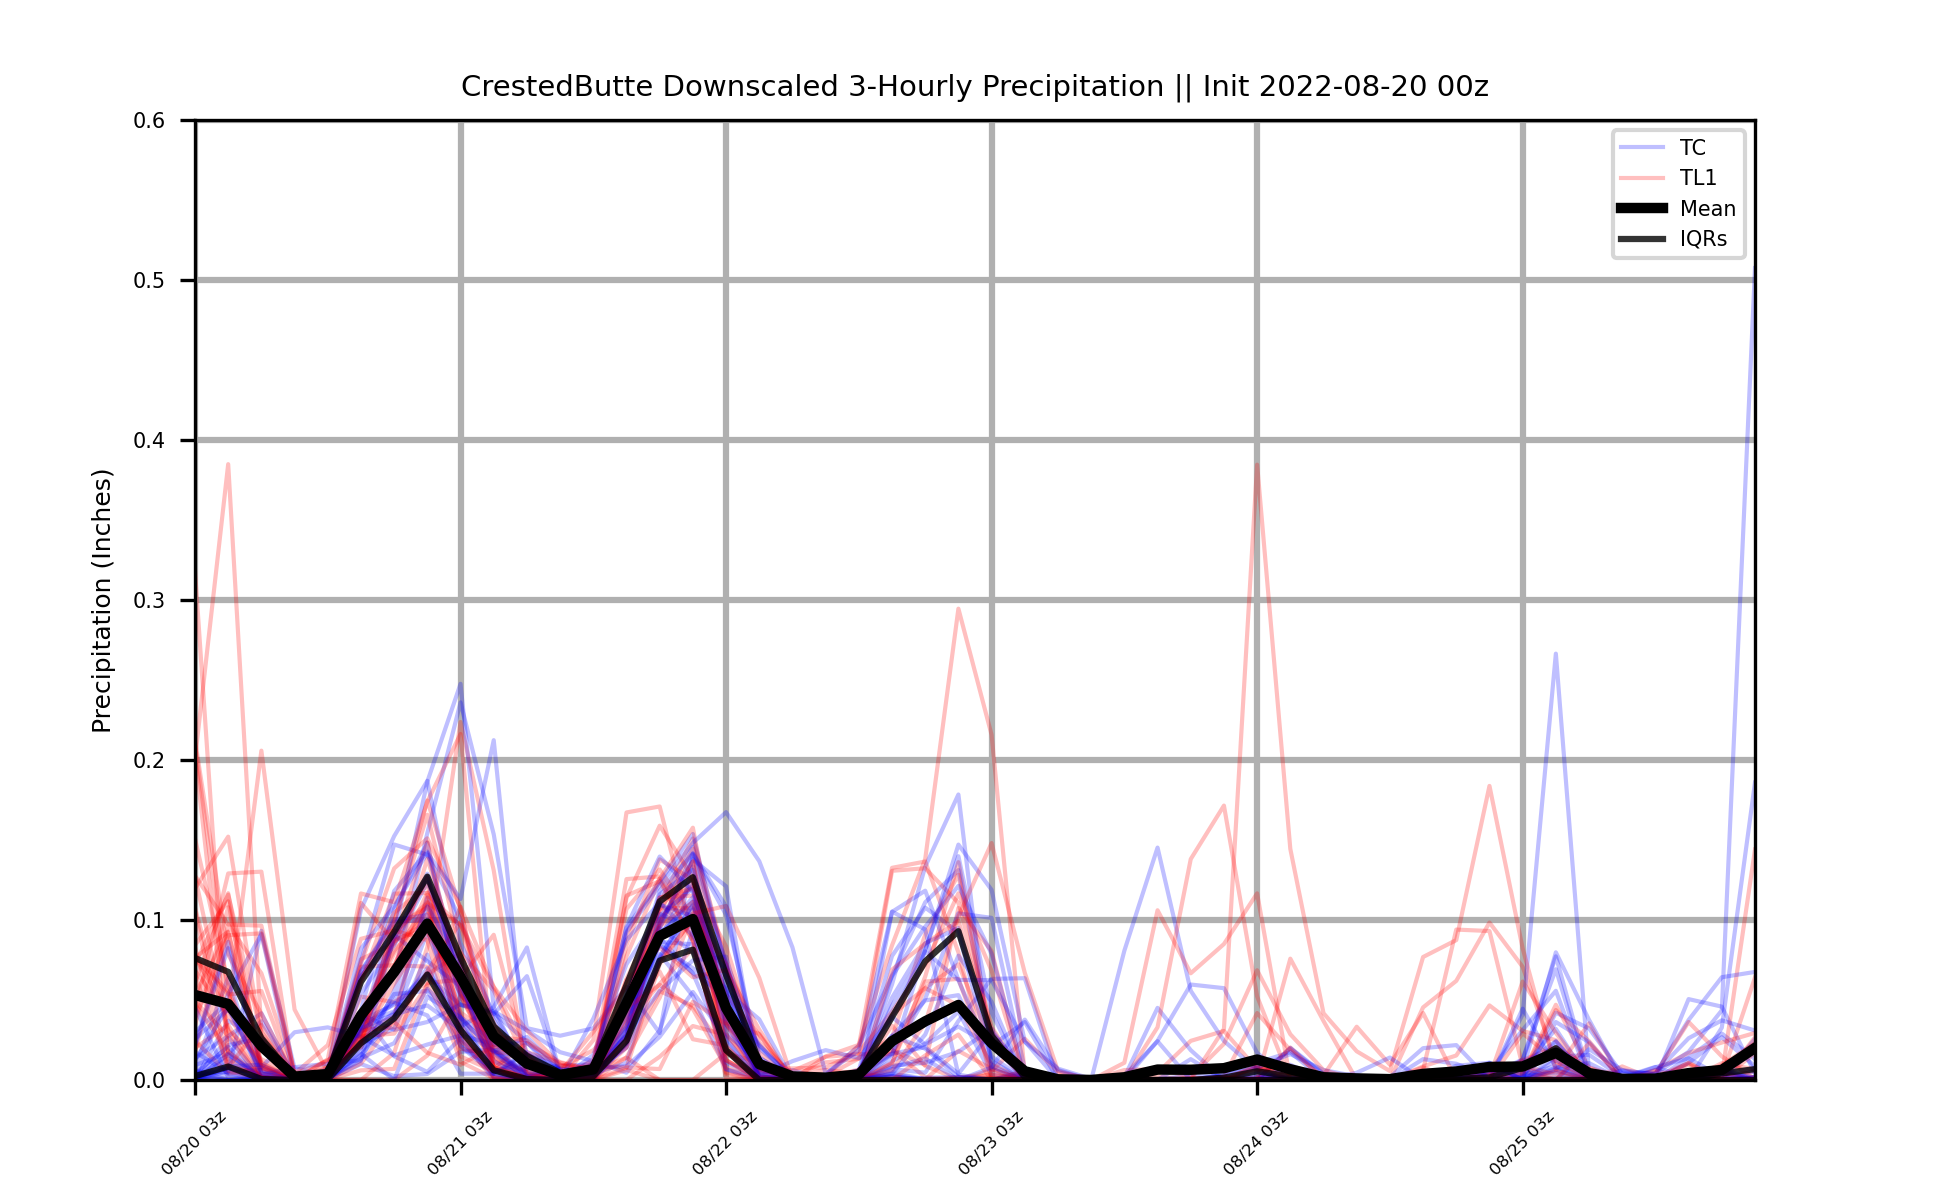 CrestedButte Downscaled 3-Hourly Precipitation || Init 2022-08-20 00z
Precipitation (Inches)
0.6
0.5
0.4
0.3
0.2
0.1
0.0
TC
TL1
Mean
IQRs
08/20 03z
08/21 03z
08/22 03z
08/23 03z
08/24 03z
08/25 03z